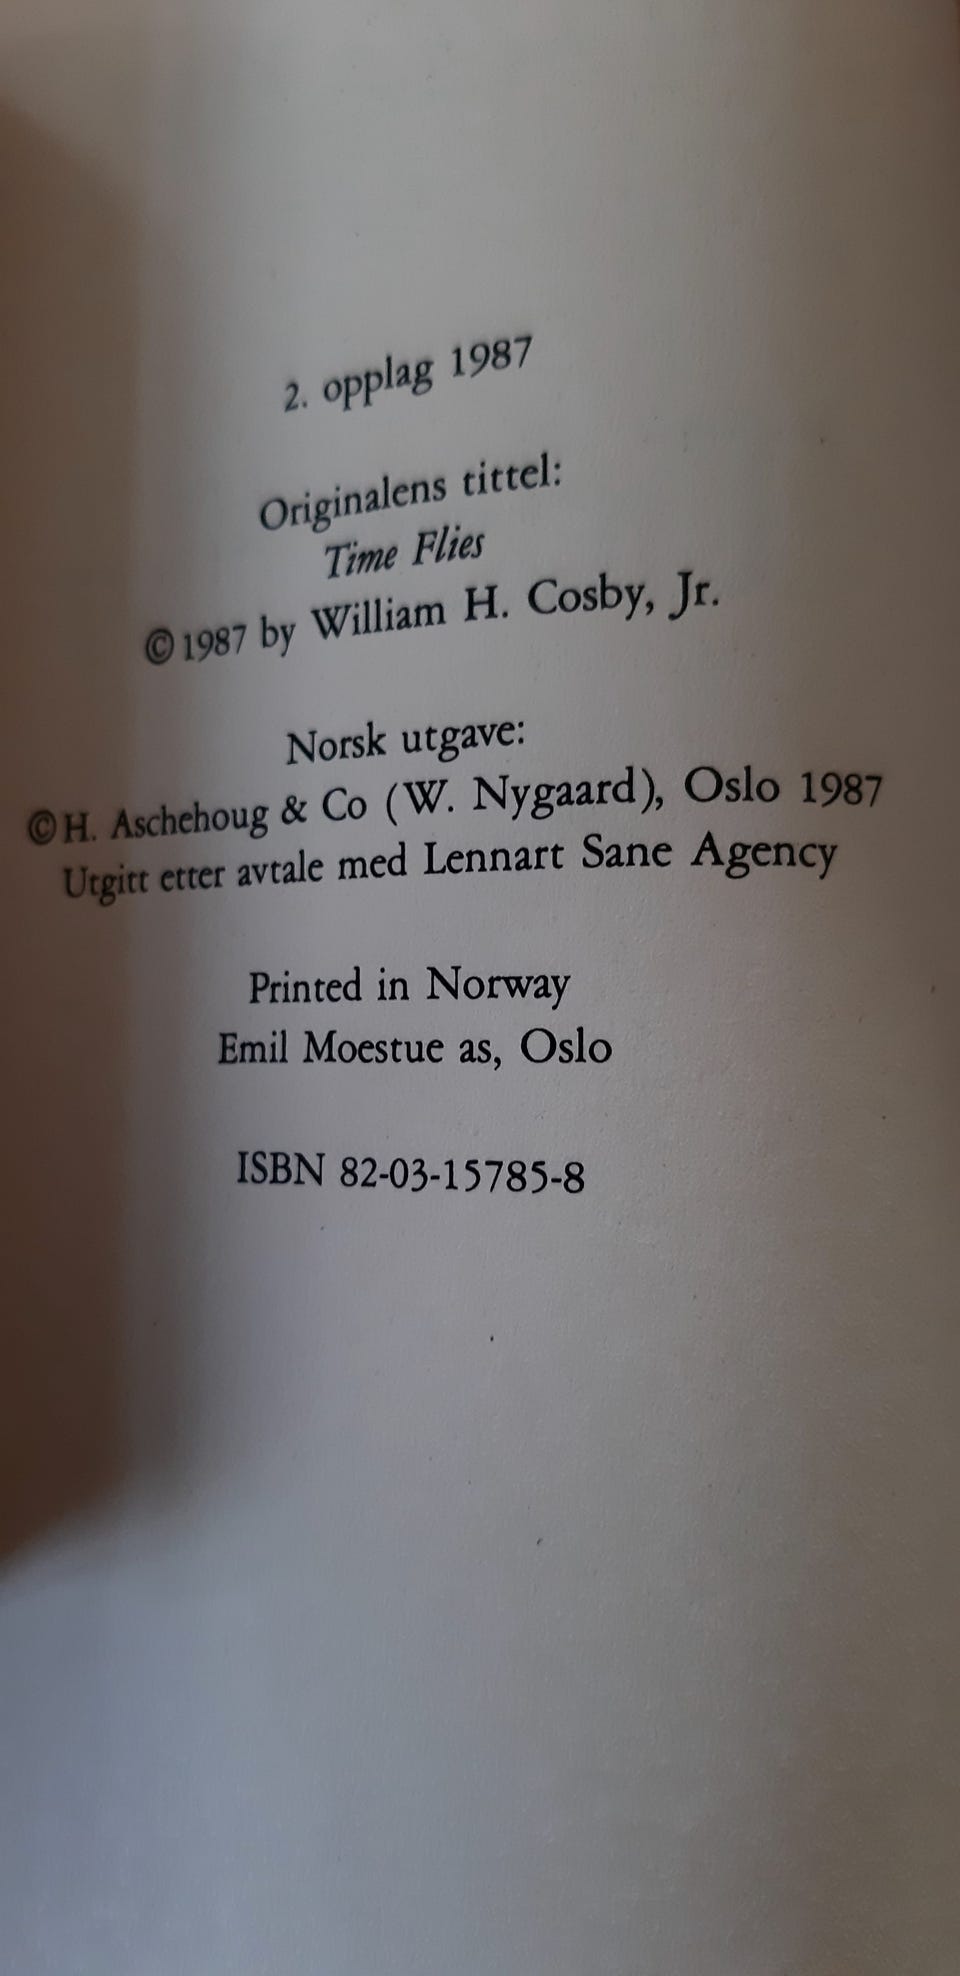 2. opplag 1987
Originalens tittel:
Time Flies
© 1987 by William H. Cosby, Jr.
Norsk utgave:
© H. Aschehoug & Co (W. Nygaard), Oslo 1987
Utgitt etter avtale med Lennart Sane Agency
Printed in Norway
Emil Moestue as, Oslo
ISBN 82-03-15785-8